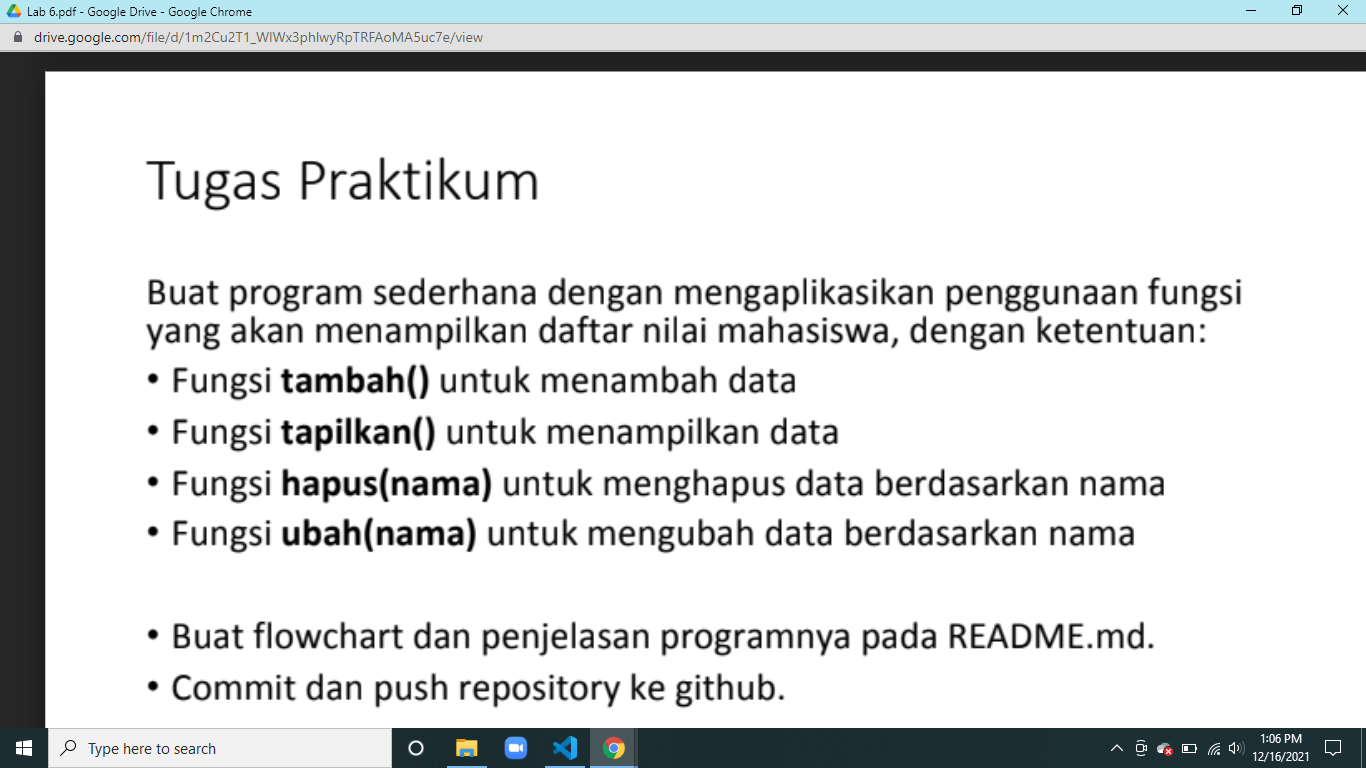 Lab 6.pdf - Google Drive - Google Chrome
drive.google.com/file/d/1m2Cu2T1_WlWx3phlwyRpTRFAoMA5uc7e/view
Tugas Praktikum
Buat program sederhana dengan mengaplikasikan penggunaan fungsi
yang akan menampilkan daftar nilai mahasiswa, dengan ketentuan:
• Fungsi tambah() untuk menambah data
• Fungsi tapilkan() untuk menampilkan data
• Fungsi hapus(nama) untuk menghapus data berdasarkan nama
• Fungsi ubah(nama) untuk mengubah data berdasarkan nama
• Buat flowchart dan penjelasan programnya pada README.md.
• Commit dan push repository ke github.
Type here to search
1:06 PM
12/16/2021